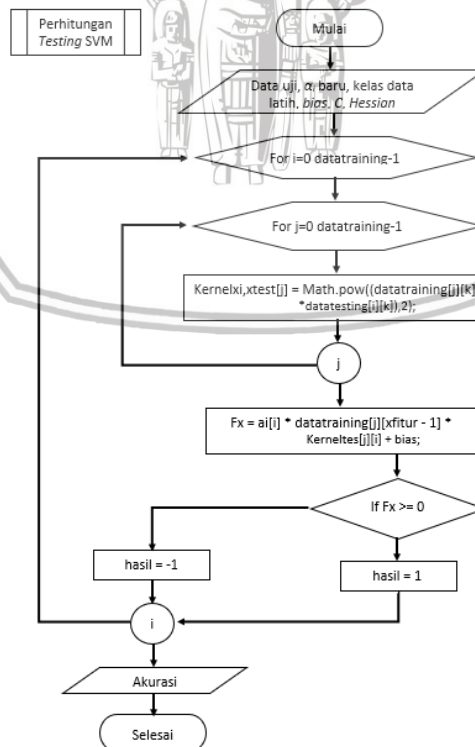 Perhitungan
Testing SVM
Mulai
Data uji, α, baru, kelas data
latih, bias, C, Hessian
For i=0 datatraining-1
For j=0 datatraining-1
Kernelxi,xtest[j] = Math.pow((datatraining[j][k]
*datatesting[i][k]),2);
j
Fx = ai[i] * datatraining[j][xfitur - 1] *
Kerneltes[j][i] + bias;
If Fx >= 0
hasil = -1
hasil = 1
i
Akurasi
Selesai